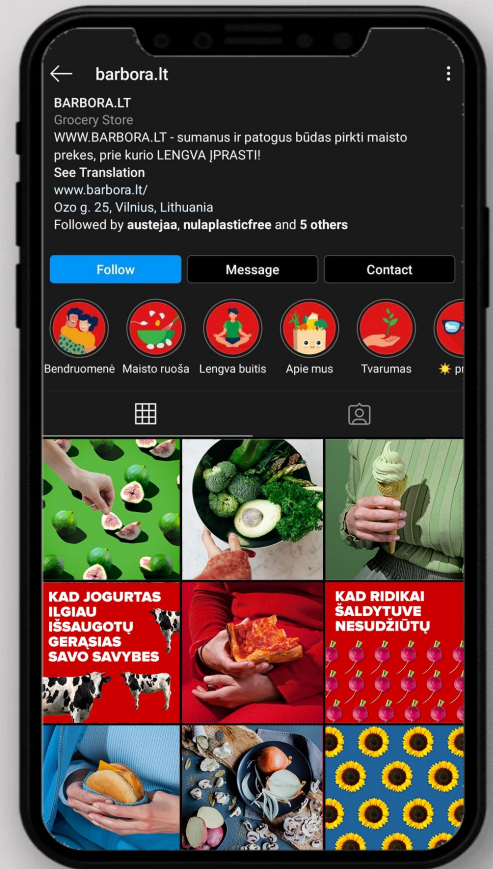 barbora.lt
BARBORA.LT
Grocery Store
WWW.BARBORA.LT - sumanus ir patogus būdas pirkti maisto
prekes, prie kurio LENGVA ĮPRASTI!
See Translation
www.barbora.lt/
Ozo g. 25, Vilnius, Lithuania
Followed by austejaa, nulaplasticfree and 5 others
Follow
Message
Contact
Bendruomenė
Maisto ruoša
Lengva buitis
Apie mus
Tvarumas
KAD JOGURTAS
ILGIAU
IŠSAUGOTŲ
GERĄSIAS
SAVO SAVYBES
KAD RIDIKAI
ŠALDYTUVE
NESUDŽIŪTŲ